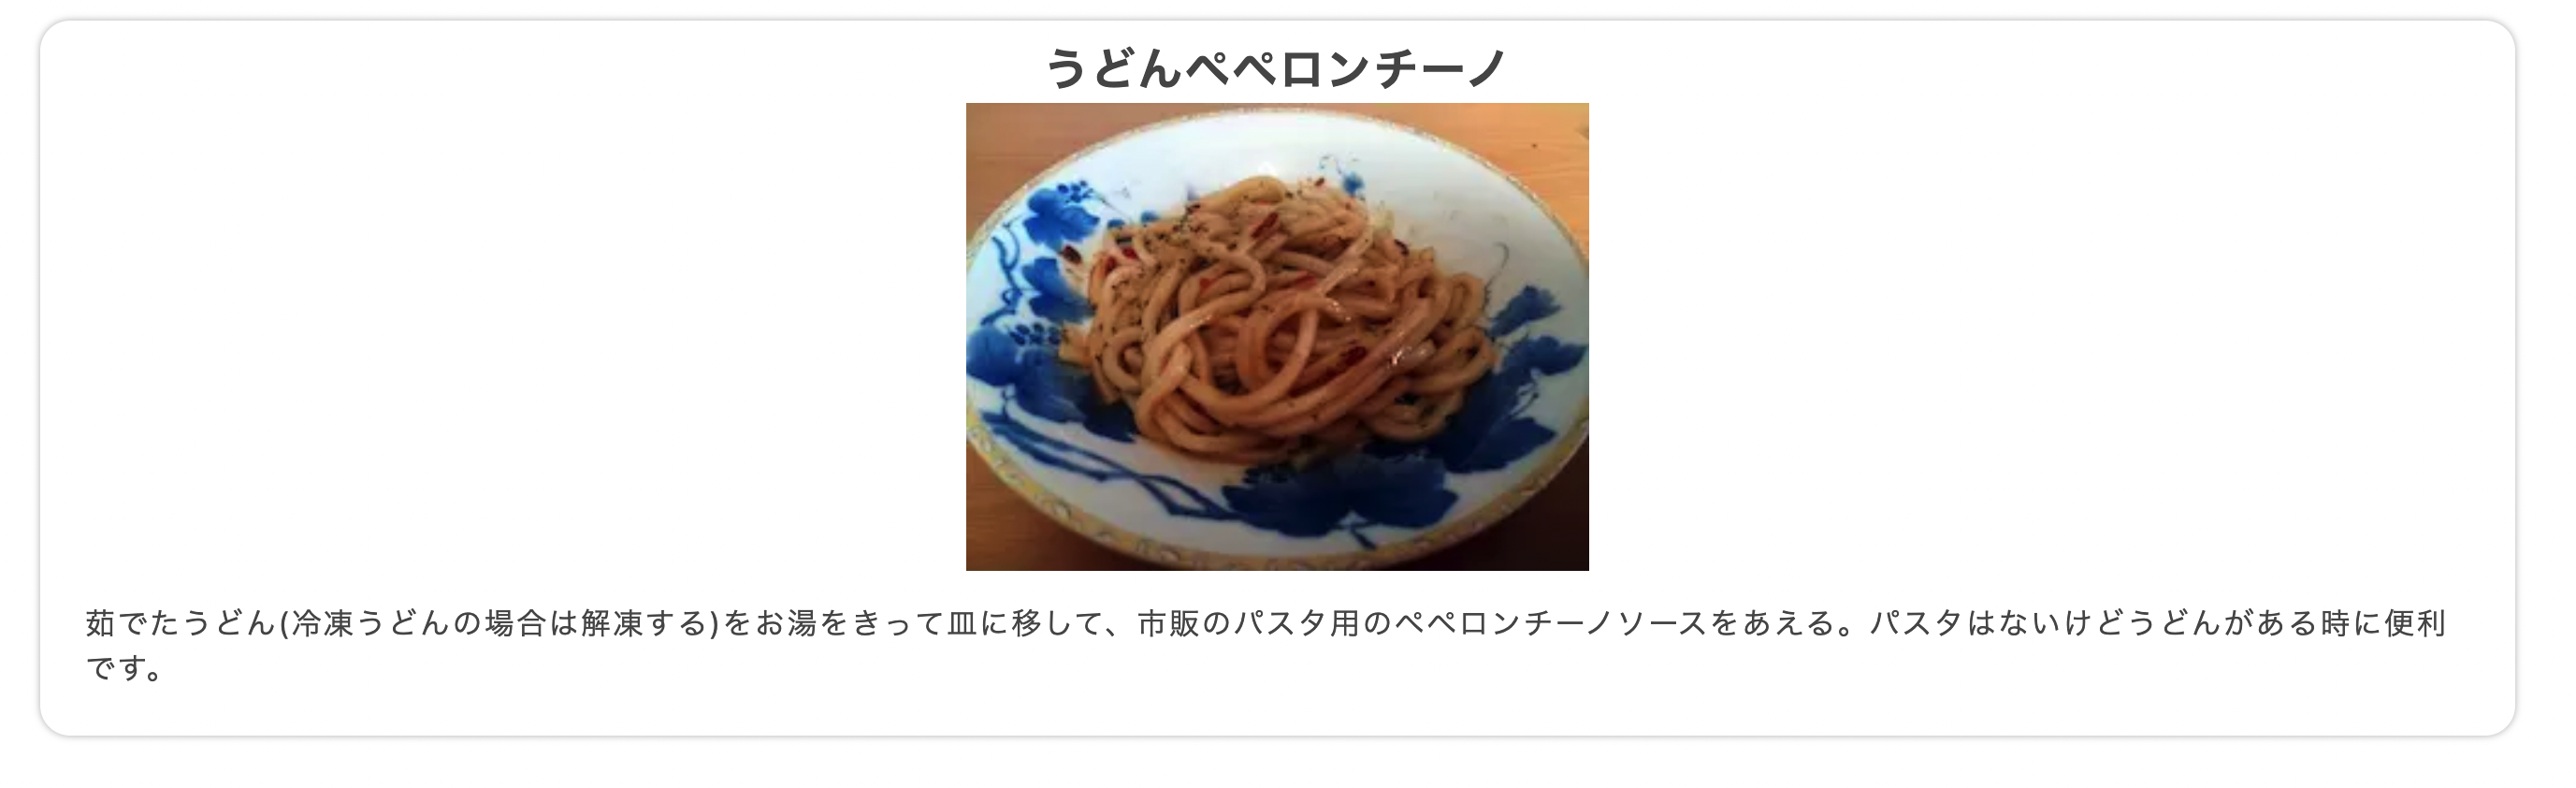 うどんペペロンチーノ
茹でたうどん(冷凍うどんの場合は解凍する)をお湯をきって皿に移して、市販のパスタ用のペペロンチーノソースをあえる。パスタはないけどうどんがある時に便利
です。